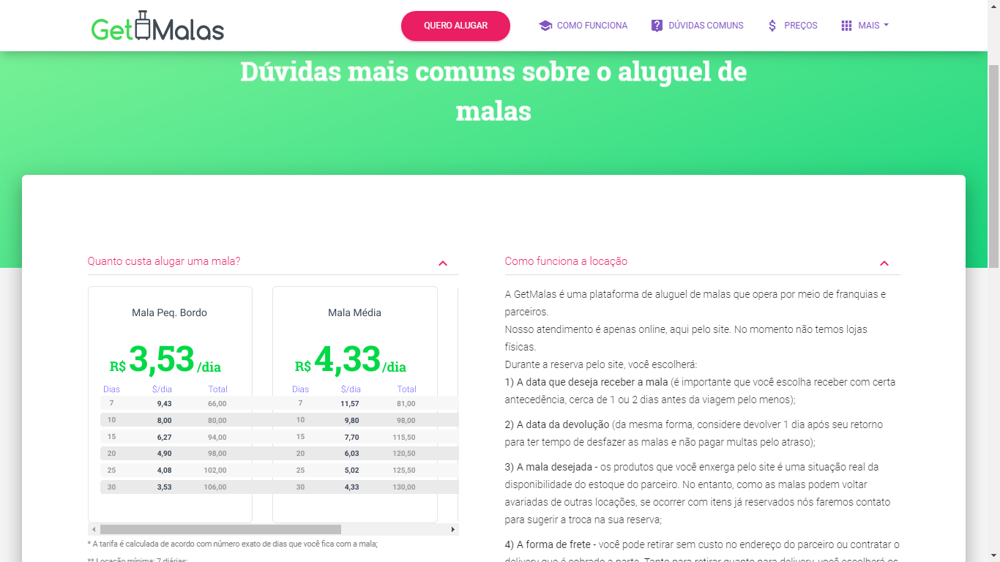 GetMalas
QUERO ALUGAR
COMO FUNCIONA
DÚVIDAS COMUNS
PREÇOS
MAIS
Dúvidas mais comuns sobre o aluguel de
malas
Quanto custa alugar uma mala?
Mala Peq. Bordo
R$ 3,53 /dia
Dias $/dia Total
7 9,43 66,00
10 8,00 80,00
15 6,27 94,00
20 4,90 98,00
25 4,08 102,00
30 3,53 106,00
Mala Média
R$ 4,33 /dia
Dias $/dia Total
7 11,57 81,00
10 9,80 98,00
15 7,70 115,50
20 6,03 120,50
25 5,02 125,50
30 4,33 130,00
* A tarifa é calculada de acordo com número exato de dias que você fica com a mala;
** Locação mínima: 7 diárias;
Como funciona a locação
A GetMalas é uma plataforma de aluguel de malas que opera por meio de franquias e
parceiros.
Nosso atendimento é apenas online, aqui pelo site. No momento não temos lojas
físicas.
Durante a reserva pelo site, você escolherá:
1) A data que deseja receber a mala (é importante que você escolha receber com certa
antecedência, cerca de 1 ou 2 dias antes da viagem pelo menos);
2) A data da devolução (da mesma forma, considere devolver 1 dia após seu retorno
para ter tempo de desfazer as malas e não pagar multas pelo atraso);
3) A mala desejada - os produtos que você enxerga pelo site é uma situação real da
disponibilidade do estoque do parceiro. No entanto, como as malas podem voltar
avariadas de outras locações, se ocorrer com itens já reservados nós faremos contato
para sugerir a troca na sua reserva;
4) A forma de frete - você pode retirar sem custo no endereço do parceiro ou contratar o
delivery que é cobrado a parte. Tanto para retirar quanto para delivery, você escolherá os